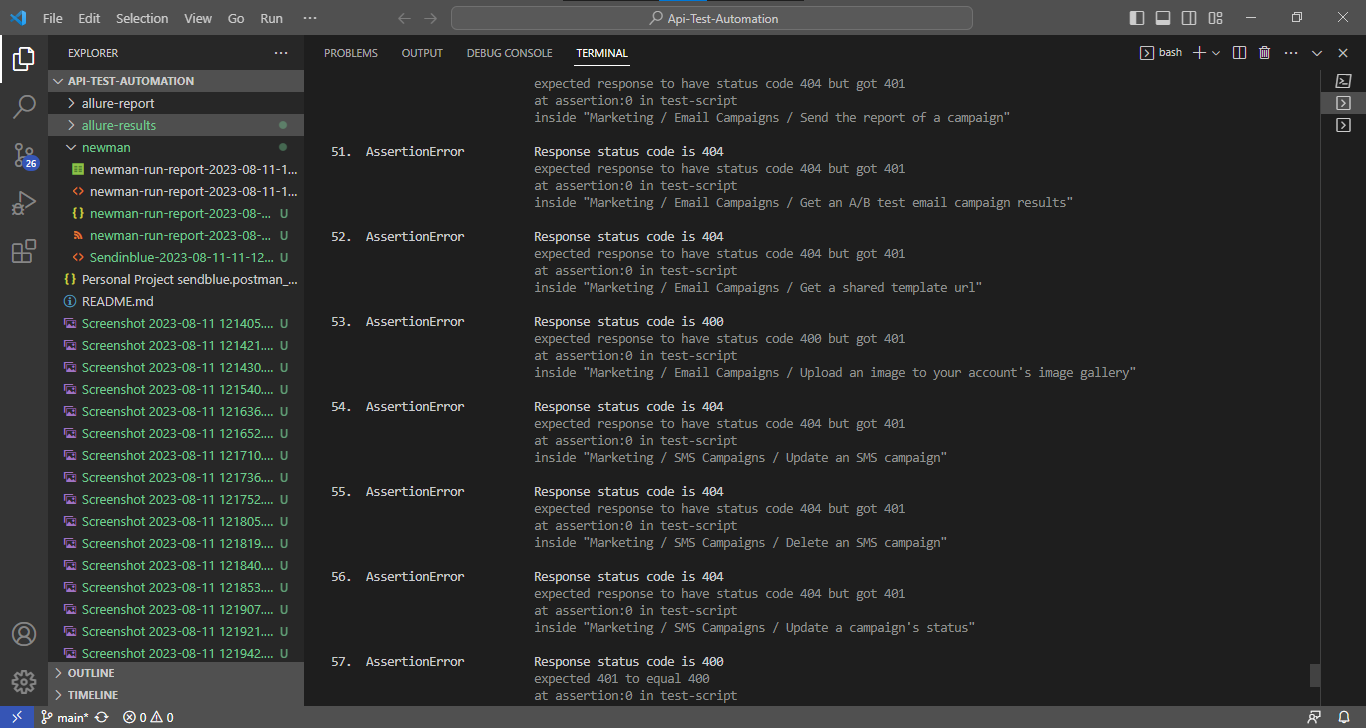 File Edit Selection View Go Run ··· Api-Test-Automation
EXPLORER ···
API-TEST-AUTOMATION
allure-report
allure-results
newman
newman-run-report-2023-08-11-1...
newman-run-report-2023-08-11-1...
newman-run-report-2023-08-... U
newman-run-report-2023-08-... U
Sendinblue-2023-08-11-11-12... U
Personal Project sendblue.postman_...
README.md
Screenshot 2023-08-11 121405.... U
Screenshot 2023-08-11 121421.... U
Screenshot 2023-08-11 121430.... U
Screenshot 2023-08-11 121540.... U
Screenshot 2023-08-11 121636.... U
Screenshot 2023-08-11 121652.... U
Screenshot 2023-08-11 121710.... U
Screenshot 2023-08-11 121736.... U
Screenshot 2023-08-11 121752.... U
Screenshot 2023-08-11 121805.... U
Screenshot 2023-08-11 121819.... U
Screenshot 2023-08-11 121840.... U
Screenshot 2023-08-11 121853.... U
Screenshot 2023-08-11 121907.... U
Screenshot 2023-08-11 121921.... U
Screenshot 2023-08-11 121942.... U
OUTLINE
TIMELINE
26
PROBLEMS OUTPUT DEBUG CONSOLE TERMINAL bash
expected response to have status code 404 but got 401
at assertion:0 in test-script
inside "Marketing / Email Campaigns / Send the report of a campaign"
51. AssertionError Response status code is 404
expected response to have status code 404 but got 401
at assertion:0 in test-script
inside "Marketing / Email Campaigns / Get an A/B test email campaign results"
52. AssertionError Response status code is 404
expected response to have status code 404 but got 401
at assertion:0 in test-script
inside "Marketing / Email Campaigns / Get a shared template url"
53. AssertionError Response status code is 400
expected response to have status code 400 but got 401
at assertion:0 in test-script
inside "Marketing / Email Campaigns / Upload an image to your account's image gallery"
54. AssertionError Response status code is 404
expected response to have status code 404 but got 401
at assertion:0 in test-script
inside "Marketing / SMS Campaigns / Update an SMS campaign"
55. AssertionError Response status code is 404
expected response to have status code 404 but got 401
at assertion:0 in test-script
inside "Marketing / SMS Campaigns / Delete an SMS campaign"
56. AssertionError Response status code is 404
expected response to have status code 404 but got 401
at assertion:0 in test-script
inside "Marketing / SMS Campaigns / Update a campaign's status"
57. AssertionError Response status code is 400
expected 401 to equal 400
at assertion:0 in test-script
main* 0 0